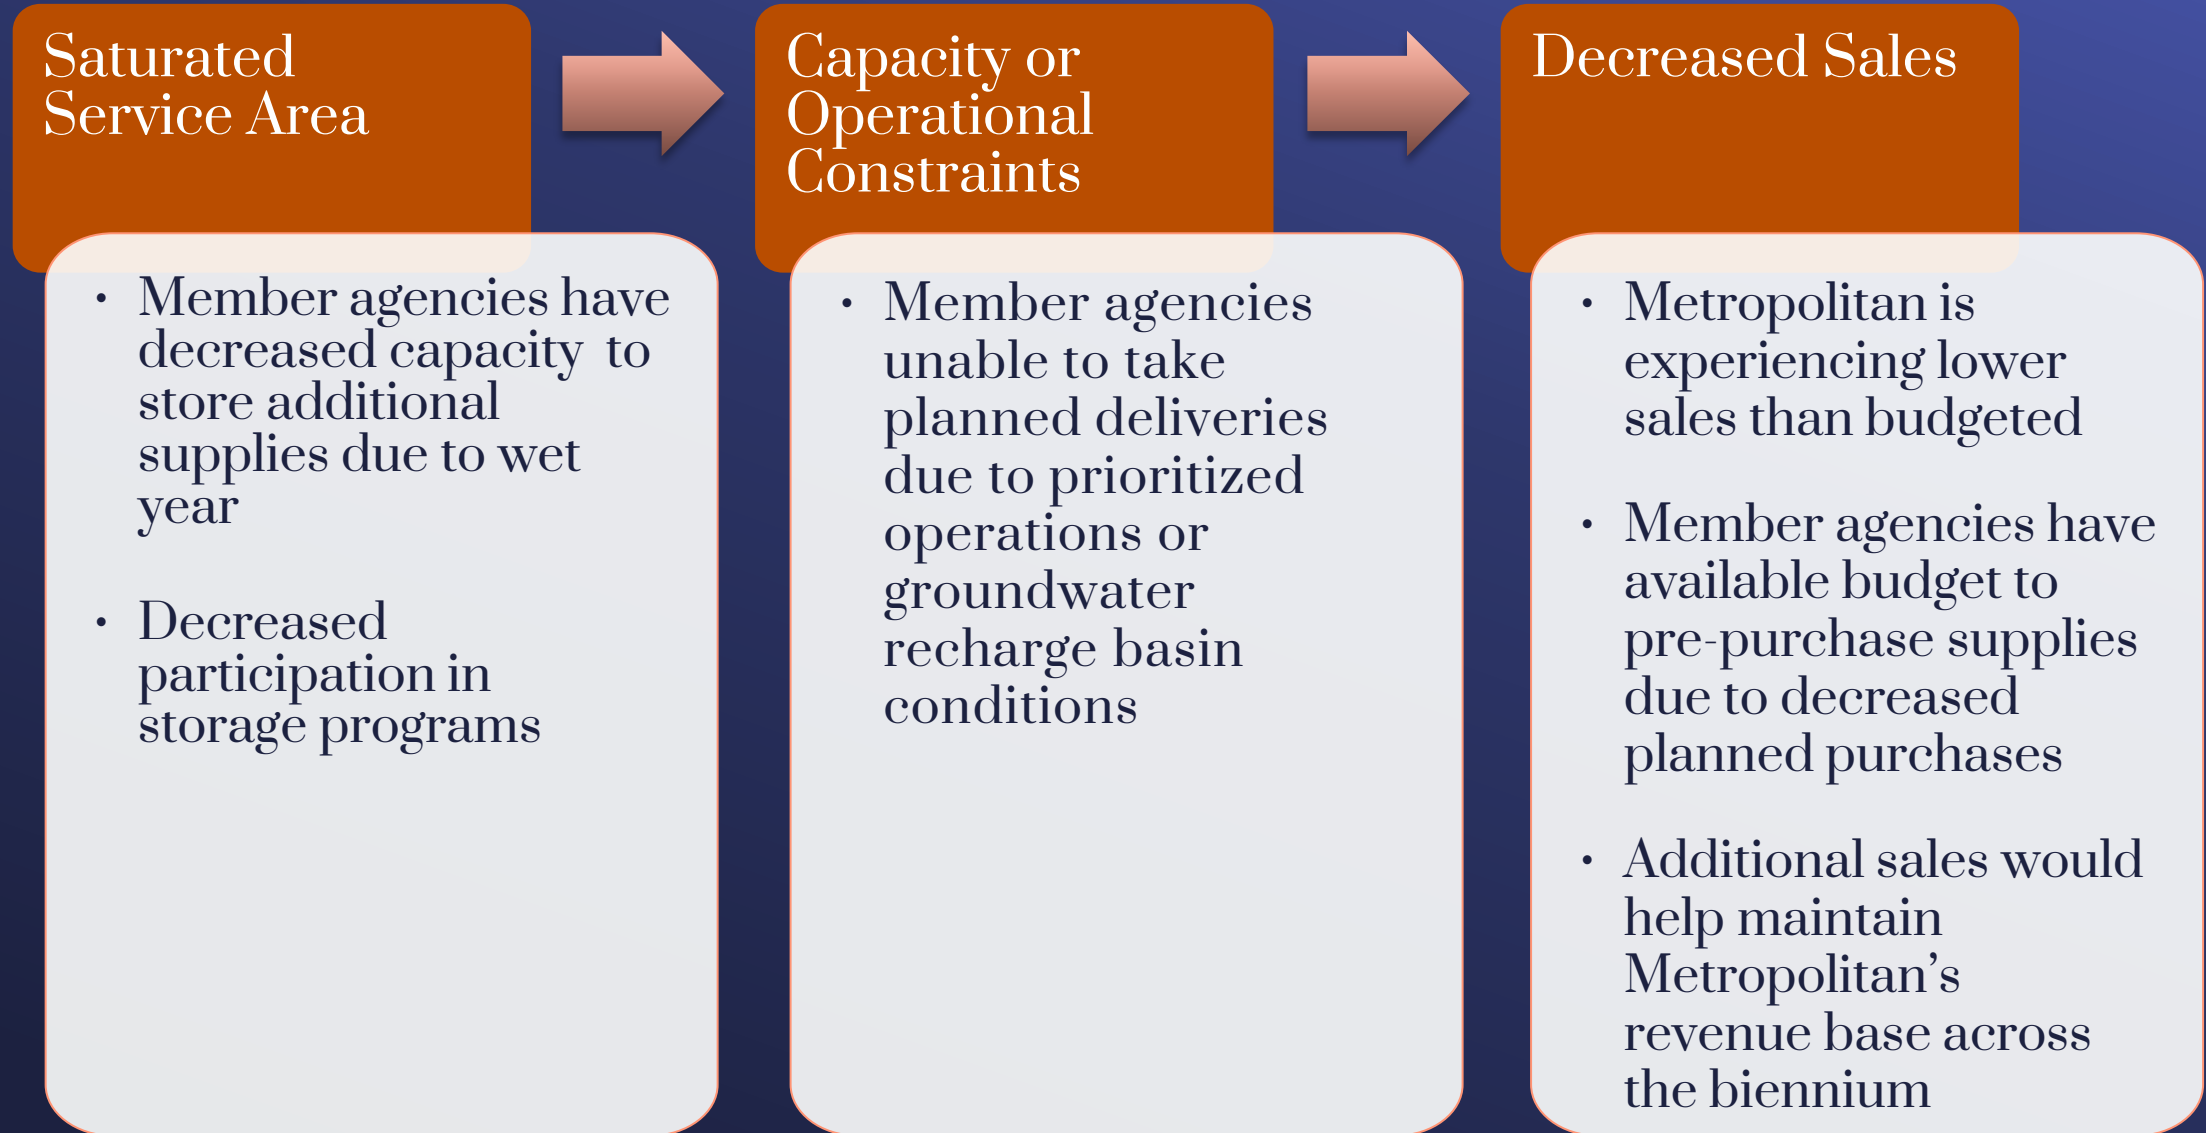 Saturated
Service Area
• Member agencies have
decreased capacity  to
store additional
supplies due to wet
year
• Decreased
participation in
storage programs
Capacity or
Operational
Constraints
• Member agencies
unable to take
planned deliveries
due to prioritized
operations or
groundwater
recharge basin
conditions
Decreased Sales
• Metropolitan is
experiencing lower
sales than budgeted
• Member agencies have
available budget to
pre-purchase supplies
due to decreased
planned purchases
• Additional sales would
help maintain
Metropolitan’s
revenue base across
the biennium